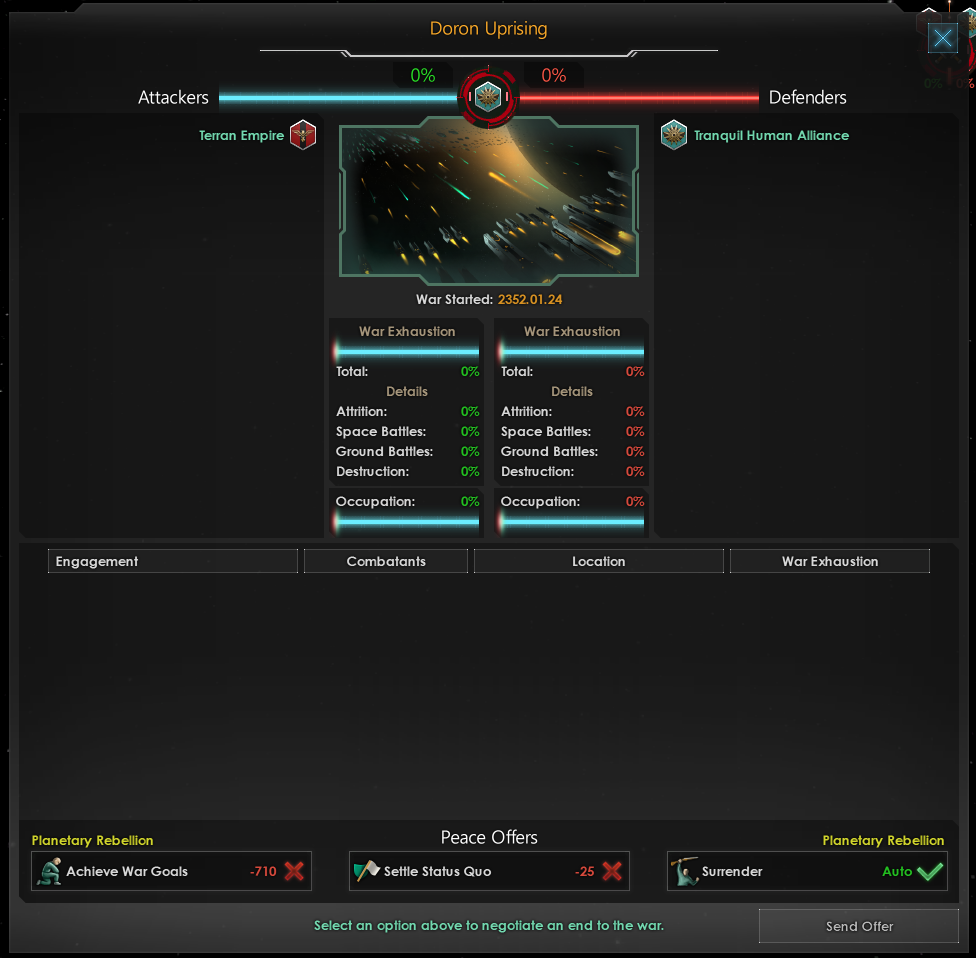 Doron Uprising
0% 0%
Attackers Defenders
0% 0%
Terran Empire Tranquil Human Alliance
War Started: 2352.01.24
War Exhaustion War Exhaustion
Total: 0% Total: 0%
Details Details
Attrition: 0% Attrition: 0%
Space Battles: 0% Space Battles: 0%
Ground Battles: 0% Ground Battles: 0%
Destruction: 0% Destruction: 0%
Occupation: 0% Occupation: 0%
Engagement Combatants Location War Exhaustion
Planetary Rebellion Peace Offers Planetary Rebellion
Achieve War Goals -710 Settle Status Quo -25 Surrender Auto
Select an option above to negotiate an end to the war. Send Offer